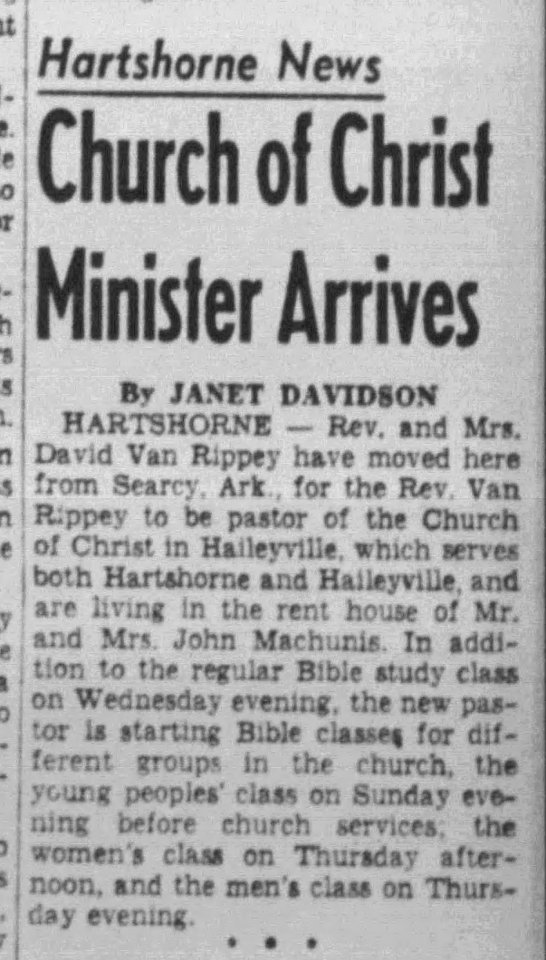 Hartshorne News
Church of Christ
Minister Arrives
By JANET DAVIDSON
HARTSHORNE — Rev. and Mrs.
David Van Rippey have moved here
from Searcy, Ark., for the Rev. Van
Rippey to be pastor of the Church
of Christ in Haileyville, which serves
both Hartshorne and Haileyville, and
are living in the rent house of Mr.
and Mrs. John Machunis. In addi-
tion to the regular Bible study class
on Wednesday evening, the new pas-
tor is starting Bible classes for dif-
ferent groups in the church, the
young peoples' class on Sunday eve-
ning before church services; the
women's class on Thursday after-
noon, and the men's class on Thurs-
day evening.
• • •